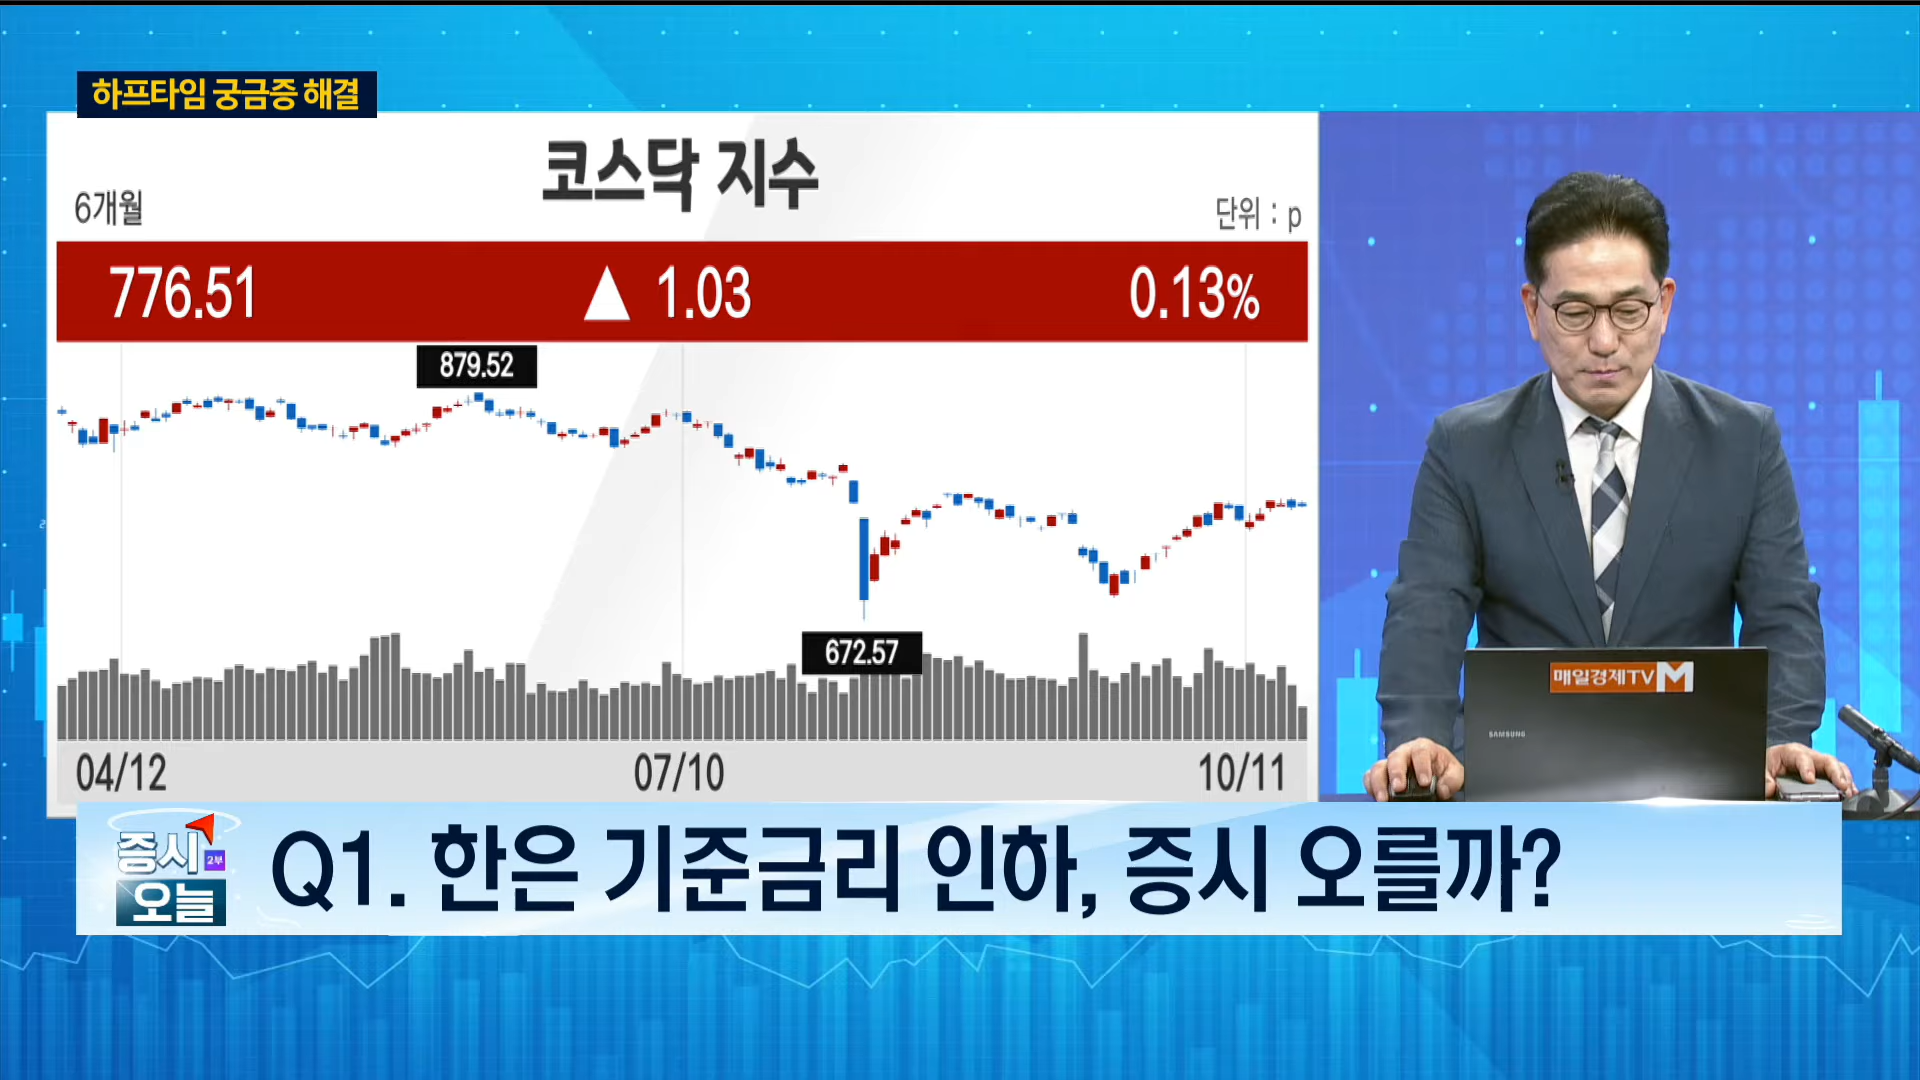 하프타임 궁금증 해결
코스닥 지수
6개월
단위 : p
776.51 ▲ 1.03 0.13%
879.52
672.57
04/12 07/10 10/11
매일경제TV M
SAMSUNG
증시 2부
오늘
Q1. 한은 기준금리 인하, 증시 오를까?